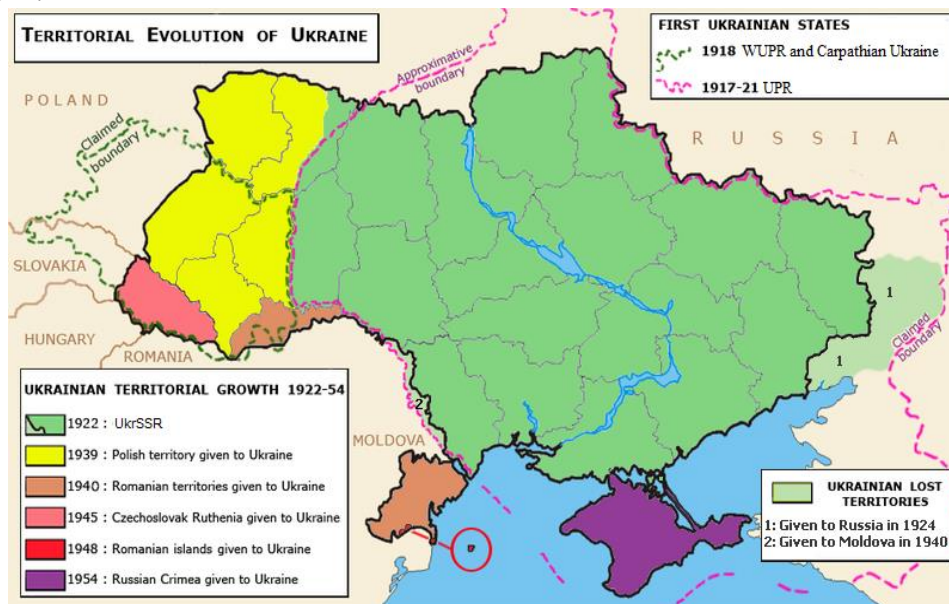 TERRITORIAL EVOLUTION OF UKRAINE
FIRST UKRAINIAN STATES
1918 WUPR and Carpathian Ukraine
1917-21 UPR
POLAND
Claimed
boundary
Approximative
boundary
RUSSIA
SLOVAKIA
HUNGARY
ROMANIA
MOLDOVA
1
1
2
Claimed
boundary
UKRAINIAN TERRITORIAL GROWTH 1922-54
1922 : UkrSSR
1939 : Polish territory given to Ukraine
1940 : Romanian territories given to Ukraine
1945 : Czechoslovak Ruthenia given to Ukraine
1948 : Romanian islands given to Ukraine
1954 : Russian Crimea given to Ukraine
UKRAINIAN LOST
TERRITORIES
1: Given to Russia in 1924
2: Given to Moldova in 1940